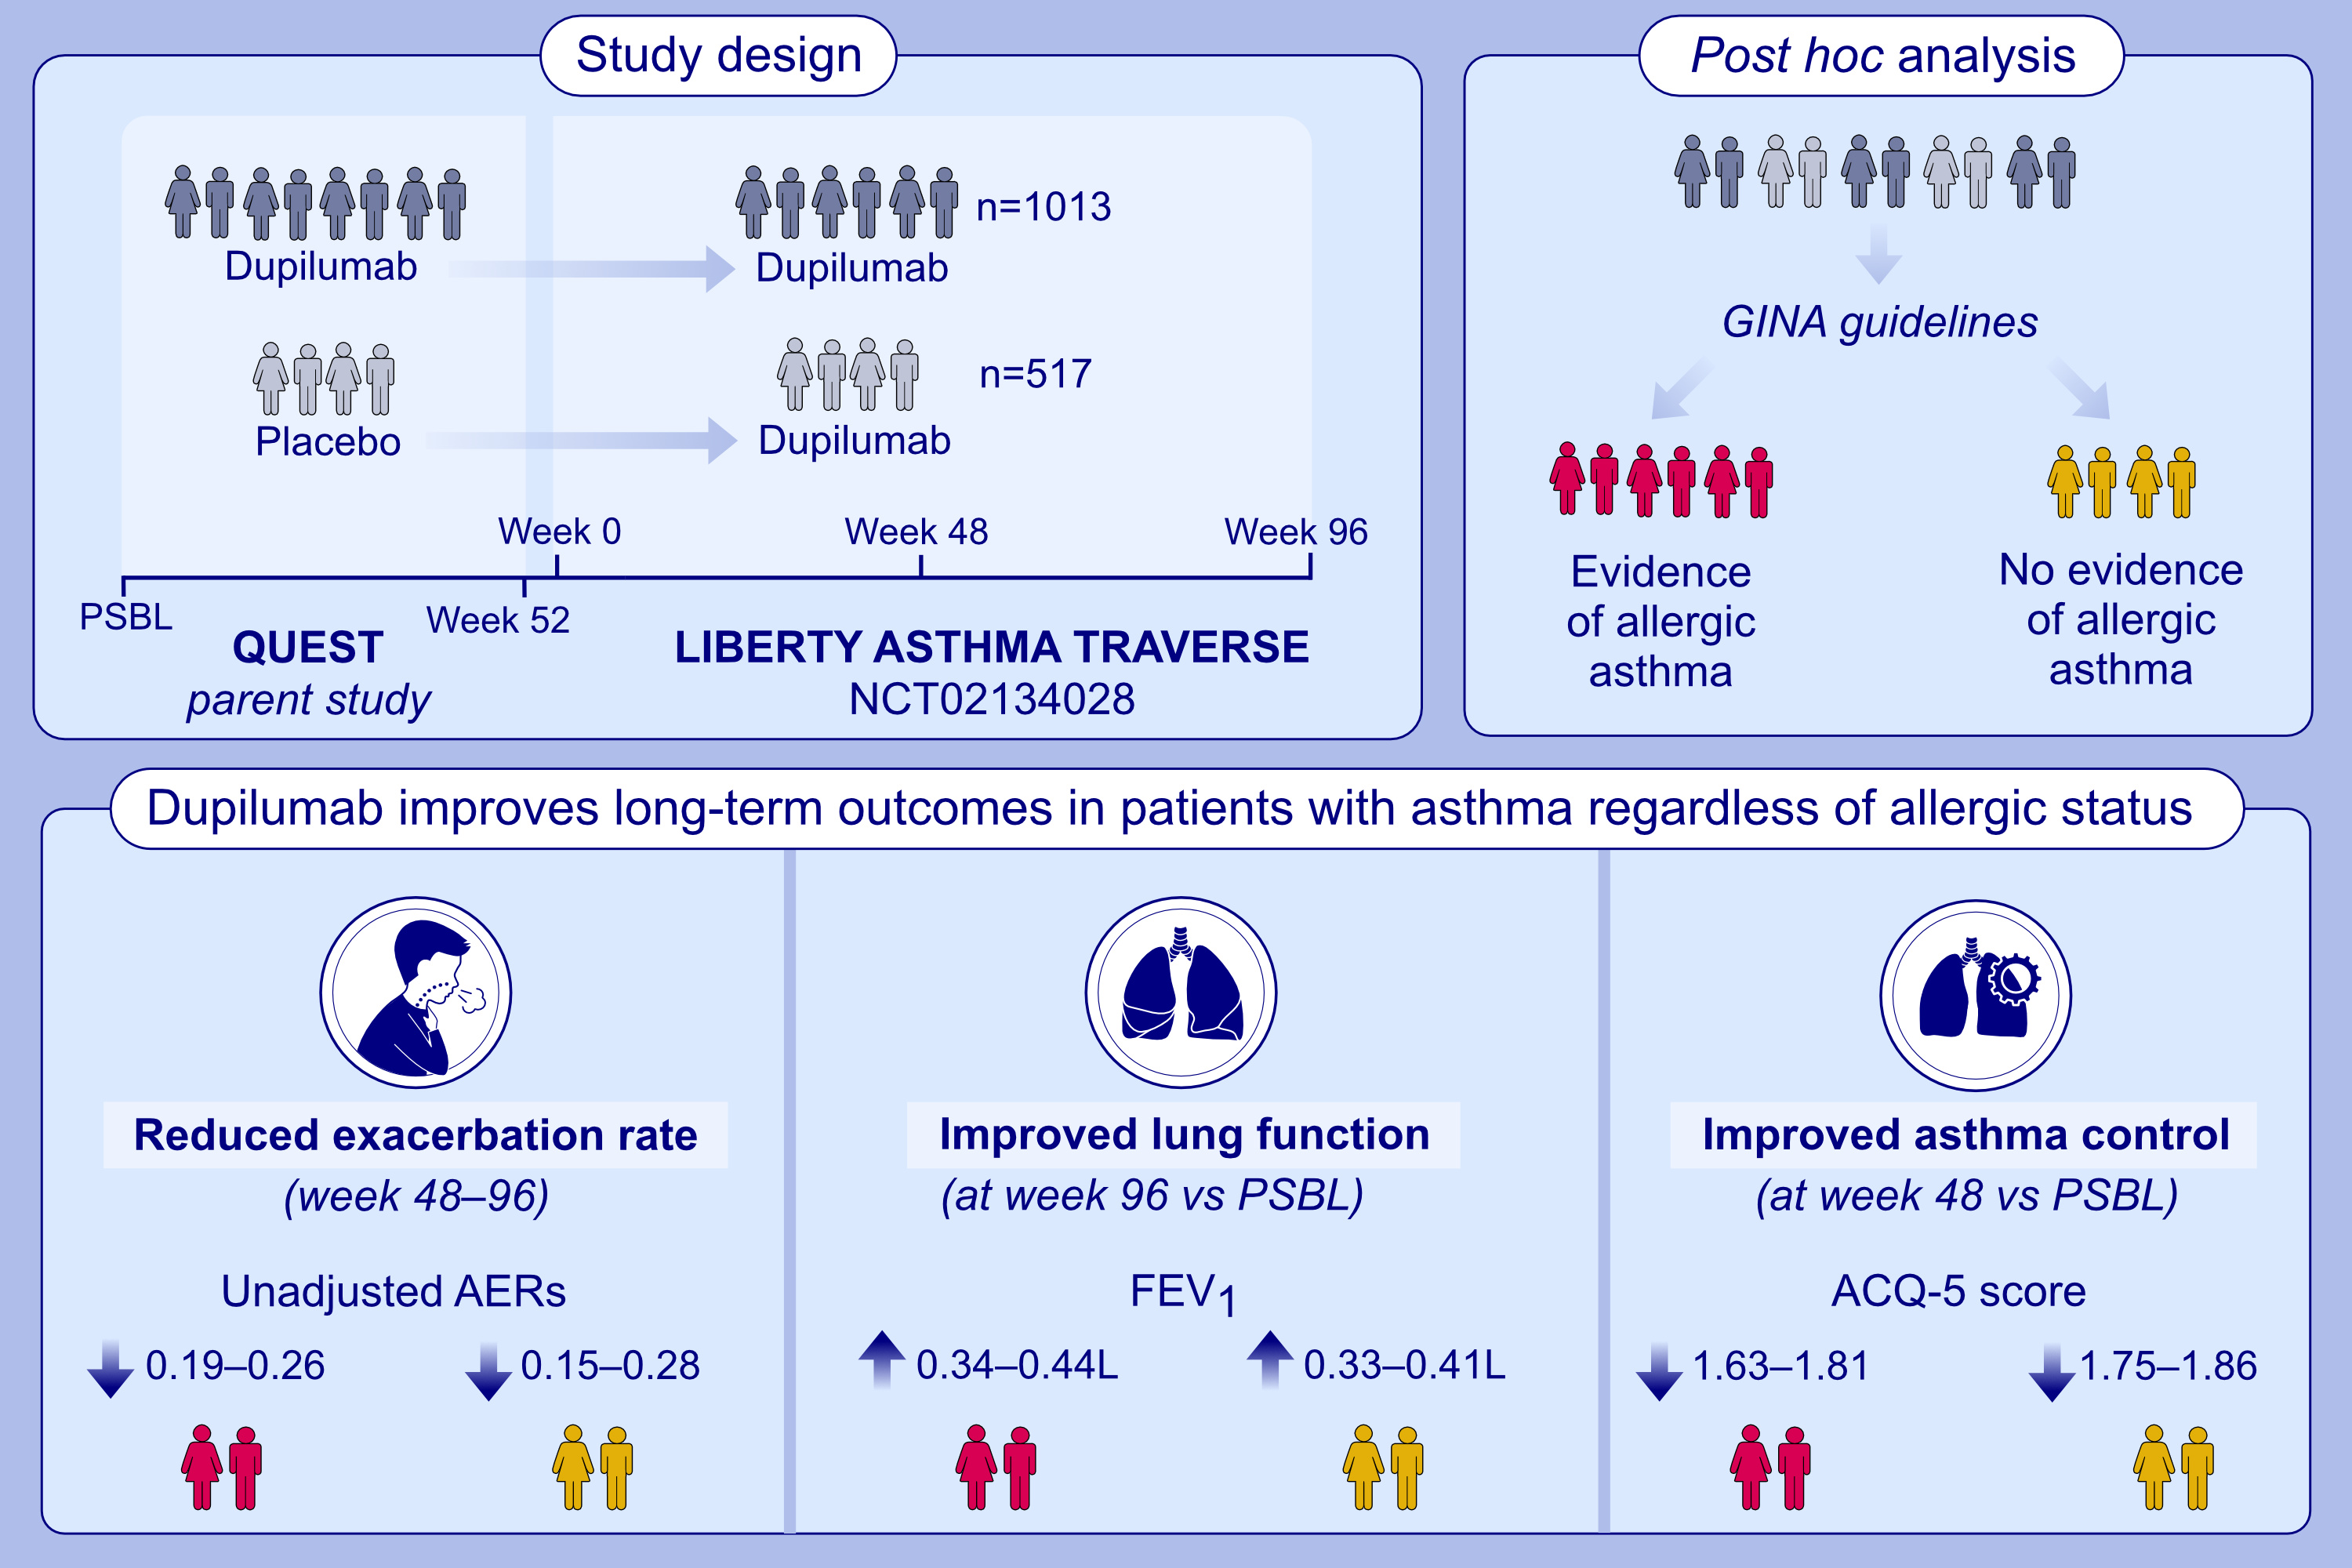 Study design
Dupilumab
Dupilumab
n=1013
Placebo
Dupilumab
n=517
Week 0
Week 48
Week 96
PSBL
Week 52
QUEST
parent study
LIBERTY ASTHMA TRAVERSE
NCT02134028
Post hoc analysis
GINA guidelines
Evidence
of allergic
asthma
No evidence
of allergic
asthma
Dupilumab improves long-term outcomes in patients with asthma regardless of allergic status
Reduced exacerbation rate
(week 48–96)
Unadjusted AERs
0.19–0.26
0.15–0.28
Improved lung function
(at week 96 vs PSBL)
FEV1
0.34–0.44L
0.33–0.41L
Improved asthma control
(at week 48 vs PSBL)
ACQ-5 score
1.63–1.81
1.75–1.86